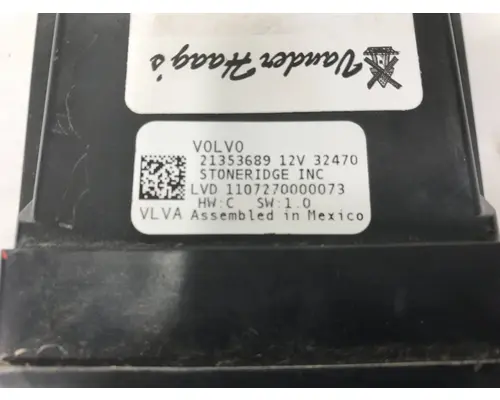 Vander Haag's
VOLVO
21353689 12V 32470
STONERIDGE INC
LVD 1107270000073
HW:C SW:1.0
VLVA Assembled in Mexico